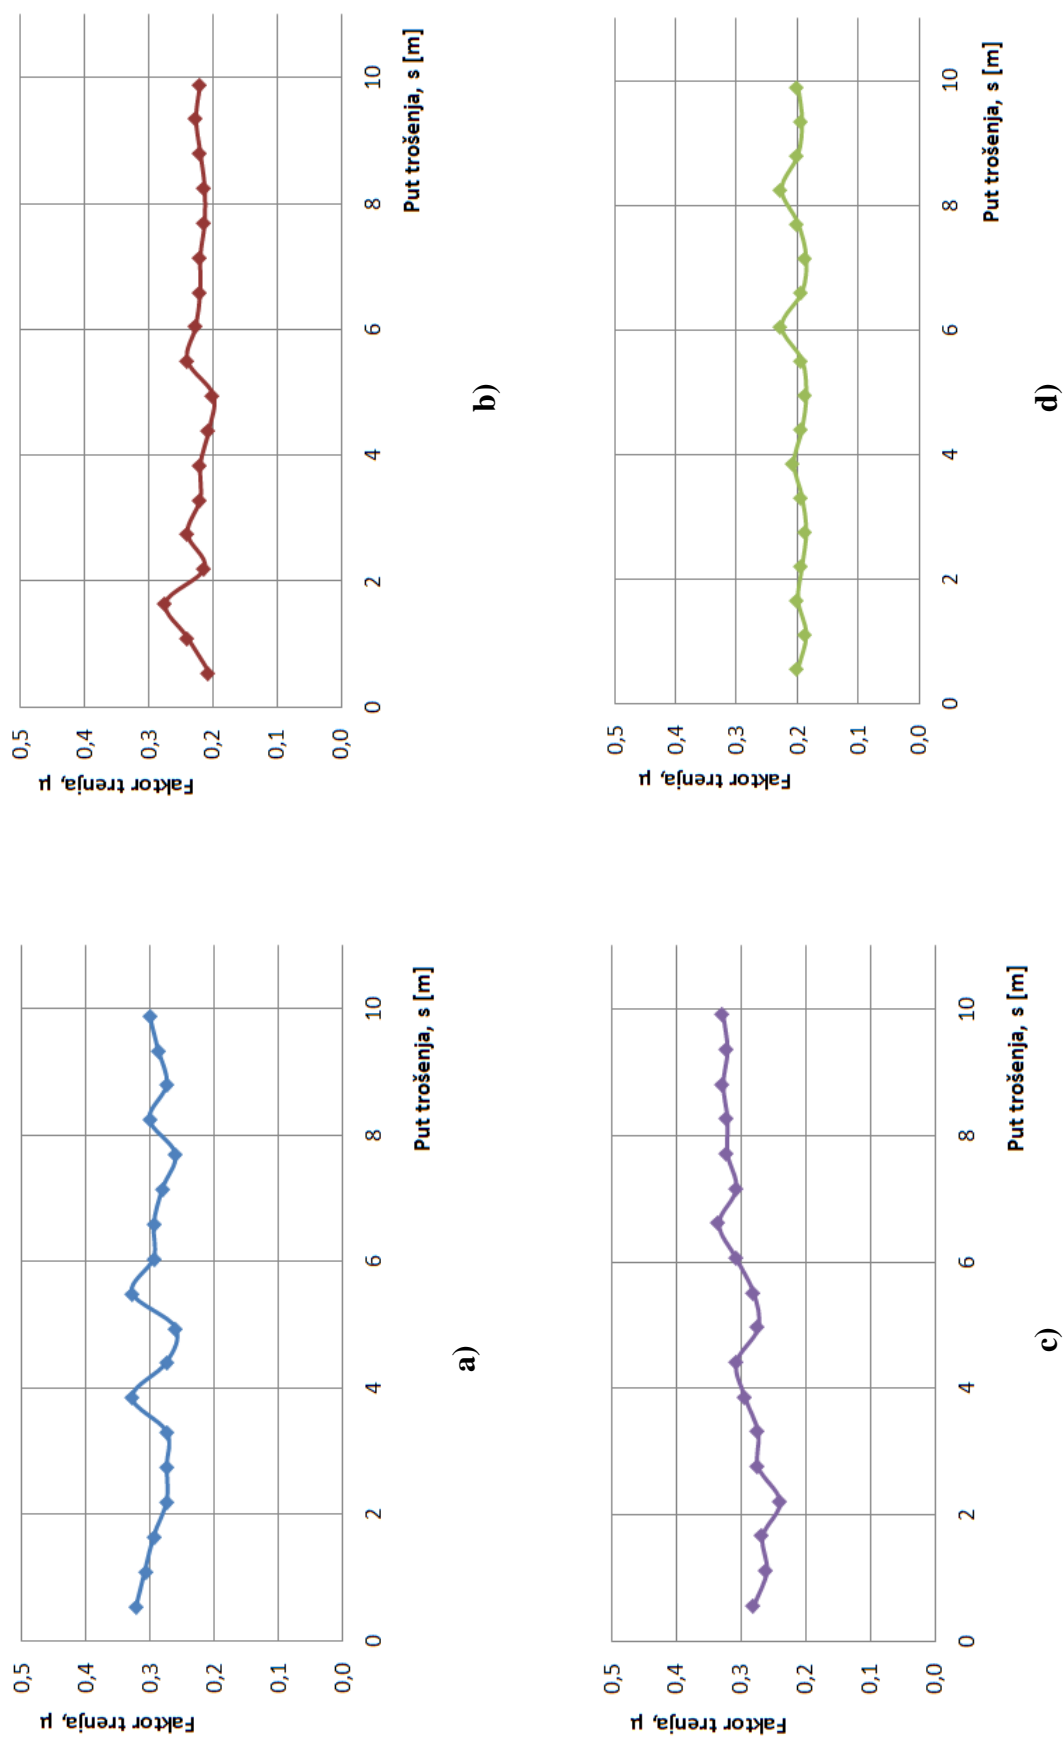 Faktor trenja, µ
0,5
0,4
0,3
0,2
0,1
0,0
0 2 4 6 8 10
Put trošenja, s [m]
a)
Faktor trenja, µ
0,5
0,4
0,3
0,2
0,1
0,0
0 2 4 6 8 10
Put trošenja, s [m]
b)
Faktor trenja, µ
0,5
0,4
0,3
0,2
0,1
0,0
0 2 4 6 8 10
Put trošenja, s [m]
c)
Faktor trenja, µ
0,5
0,4
0,3
0,2
0,1
0,0
0 2 4 6 8 10
Put trošenja, s [m]
d)